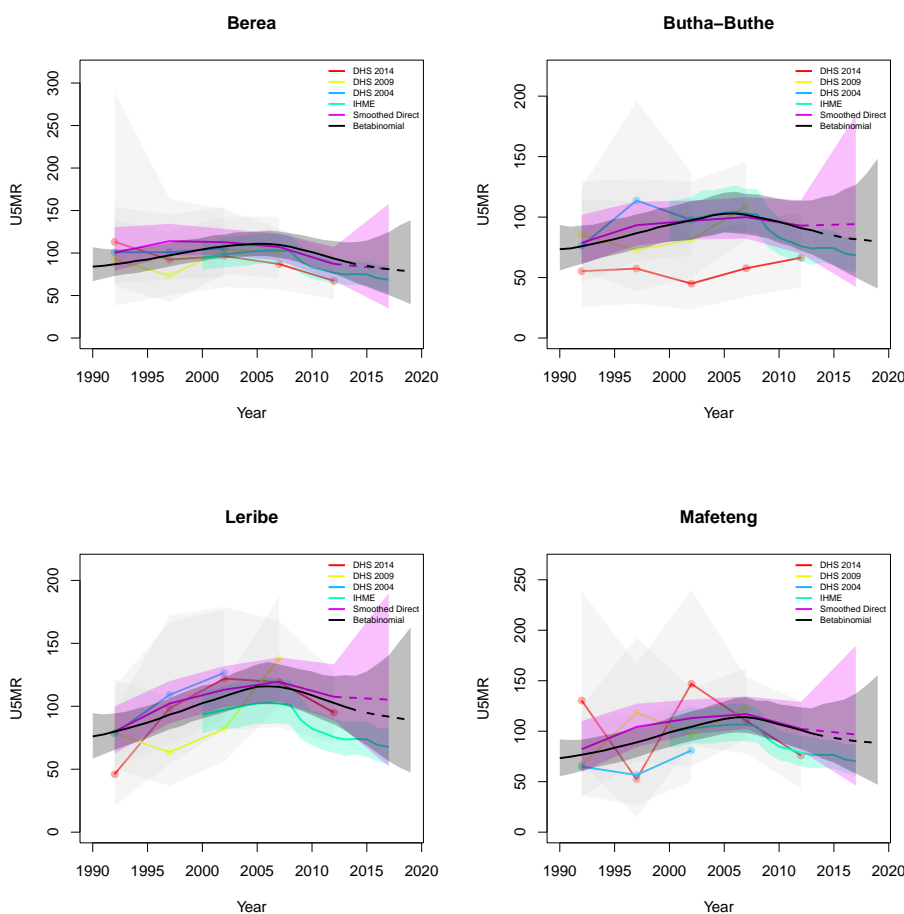 Berea
U5MR
0 50 100 150 200 250 300
DHS 2014
DHS 2009
DHS 2004
IHME
Smoothed Direct
Betabinomial
1990 1995 2000 2005 2010 2015 2020
Year
Butha−Buthe
U5MR
0 50 100 150 200
DHS 2014
DHS 2009
DHS 2004
IHME
Smoothed Direct
Betabinomial
1990 1995 2000 2005 2010 2015 2020
Year
Leribe
U5MR
0 50 100 150 200
DHS 2014
DHS 2009
DHS 2004
IHME
Smoothed Direct
Betabinomial
1990 1995 2000 2005 2010 2015 2020
Year
Mafeteng
U5MR
0 50 100 150 200 250
DHS 2014
DHS 2009
DHS 2004
IHME
Smoothed Direct
Betabinomial
1990 1995 2000 2005 2010 2015 2020
Year